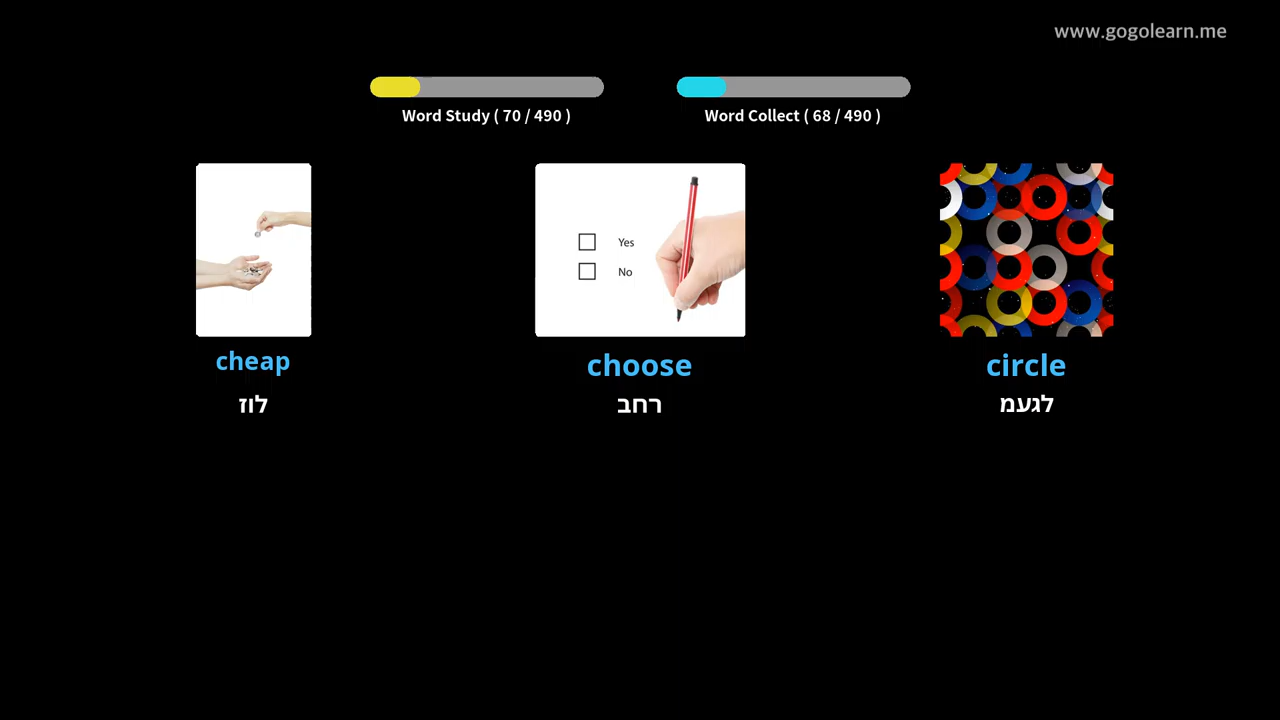 www.gogolearn.me
Word Study ( 70 / 490 )
Word Collect ( 68 / 490 )
Yes
No
cheap
לוז
choose
רחב
circle
לגעמ